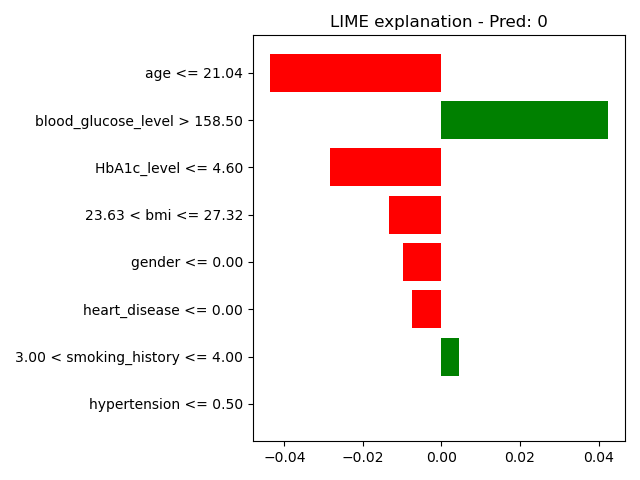 LIME explanation - Pred: 0
age <= 21.04
blood_glucose_level > 158.50
HbA1c_level <= 4.60
23.63 < bmi <= 27.32
gender <= 0.00
heart_disease <= 0.00
3.00 < smoking_history <= 4.00
hypertension <= 0.50
−0.04 −0.02 0.00 0.02 0.04